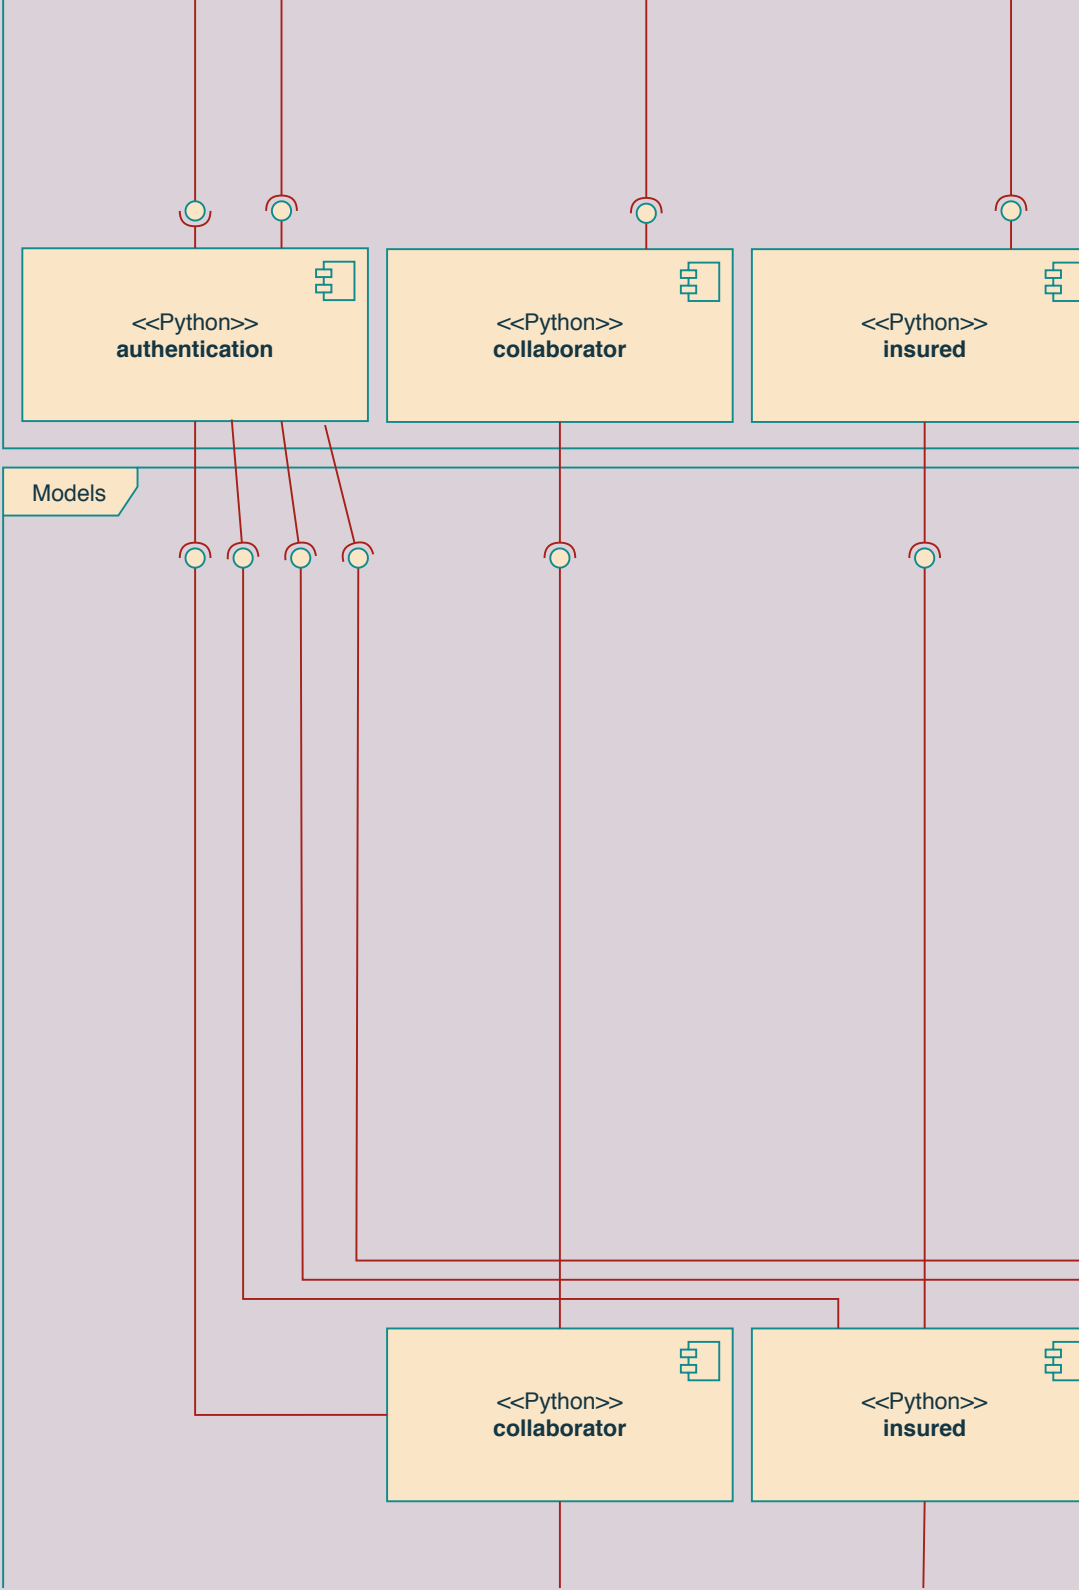 <<Python>>
authentication
<<Python>>
collaborator
<<Python>>
insured
Models
<<Python>>
collaborator
<<Python>>
insured